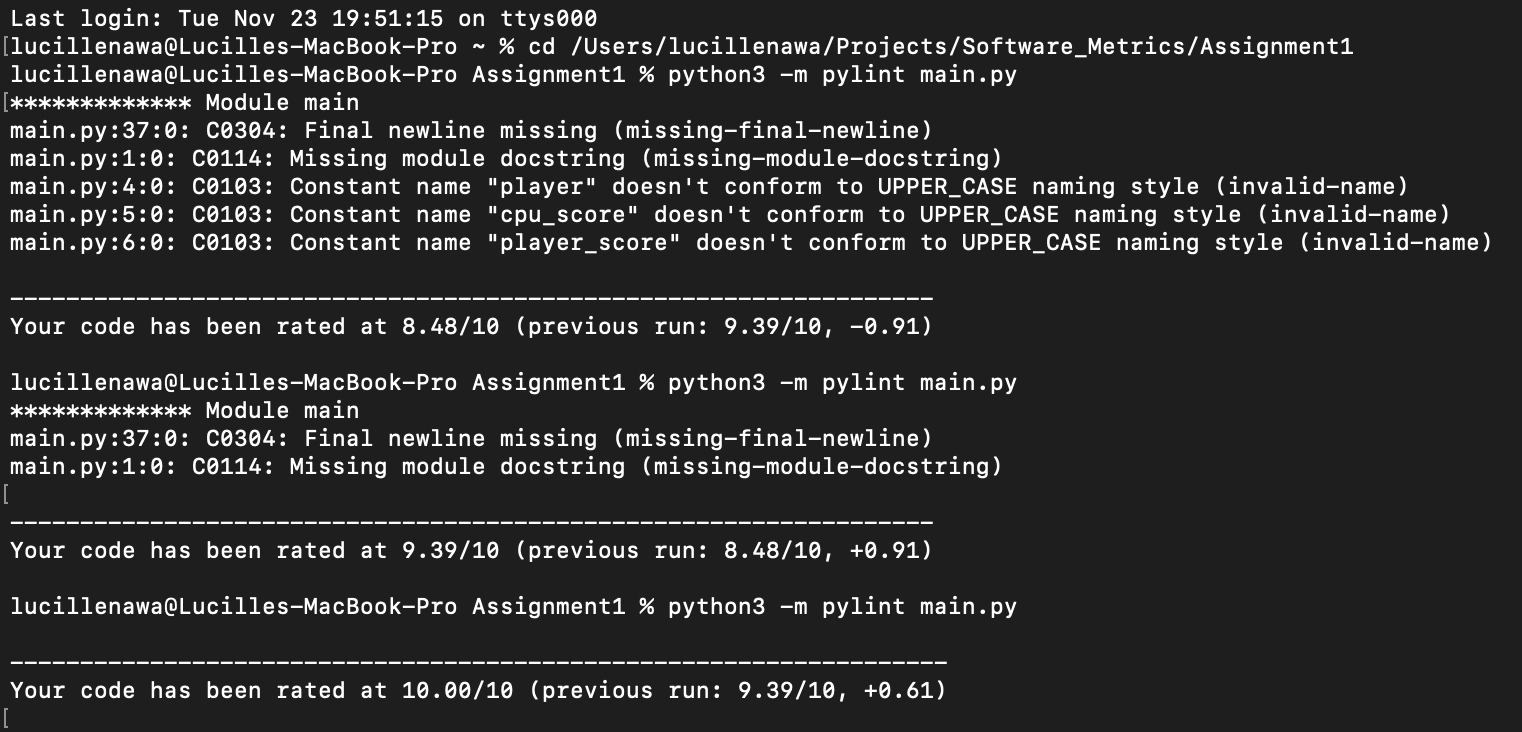 Last login: Tue Nov 23 19:51:15 on ttys000
[lucillenawa@Lucilles-MacBook-Pro ~ % cd /Users/lucillenawa/Projects/Software_Metrics/Assignment1
lucillenawa@Lucilles-MacBook-Pro Assignment1 % python3 -m pylint main.py
[************* Module main
main.py:37:0: C0304: Final newline missing (missing-final-newline)
main.py:1:0: C0114: Missing module docstring (missing-module-docstring)
main.py:4:0: C0103: Constant name "player" doesn't conform to UPPER_CASE naming style (invalid-name)
main.py:5:0: C0103: Constant name "cpu_score" doesn't conform to UPPER_CASE naming style (invalid-name)
main.py:6:0: C0103: Constant name "player_score" doesn't conform to UPPER_CASE naming style (invalid-name)
------------------------------------------------------------------
Your code has been rated at 8.48/10 (previous run: 9.39/10, -0.91)
lucillenawa@Lucilles-MacBook-Pro Assignment1 % python3 -m pylint main.py
************* Module main
main.py:37:0: C0304: Final newline missing (missing-final-newline)
main.py:1:0: C0114: Missing module docstring (missing-module-docstring)
[
------------------------------------------------------------------
Your code has been rated at 9.39/10 (previous run: 8.48/10, +0.91)
lucillenawa@Lucilles-MacBook-Pro Assignment1 % python3 -m pylint main.py
-------------------------------------------------------------------
Your code has been rated at 10.00/10 (previous run: 9.39/10, +0.61)
[